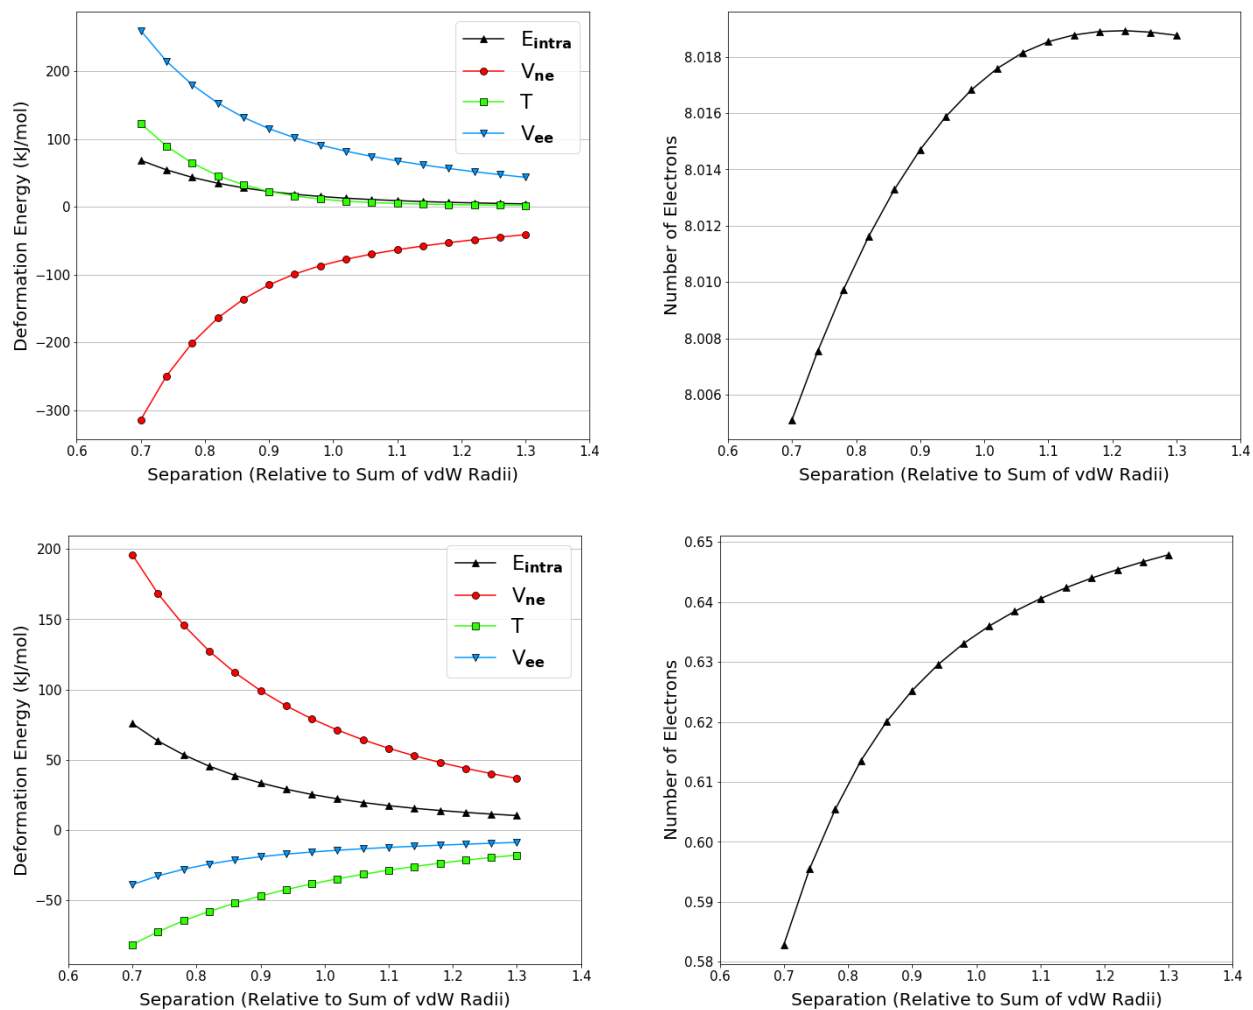 200
100
0
−100
−200
−300
Deformation Energy (kJ/mol)
E_intra
V_ne
T
V_ee
0.6 0.7 0.8 0.9 1.0 1.1 1.2 1.3 1.4
Separation (Relative to Sum of vdW Radii)
8.018
8.016
8.014
8.012
8.010
8.008
8.006
Number of Electrons
0.6 0.7 0.8 0.9 1.0 1.1 1.2 1.3 1.4
Separation (Relative to Sum of vdW Radii)
200
150
100
50
0
−50
Deformation Energy (kJ/mol)
E_intra
V_ne
T
V_ee
0.6 0.7 0.8 0.9 1.0 1.1 1.2 1.3 1.4
Separation (Relative to Sum of vdW Radii)
0.65
0.64
0.63
0.62
0.61
0.60
0.59
0.58
Number of Electrons
0.6 0.7 0.8 0.9 1.0 1.1 1.2 1.3 1.4
Separation (Relative to Sum of vdW Radii)